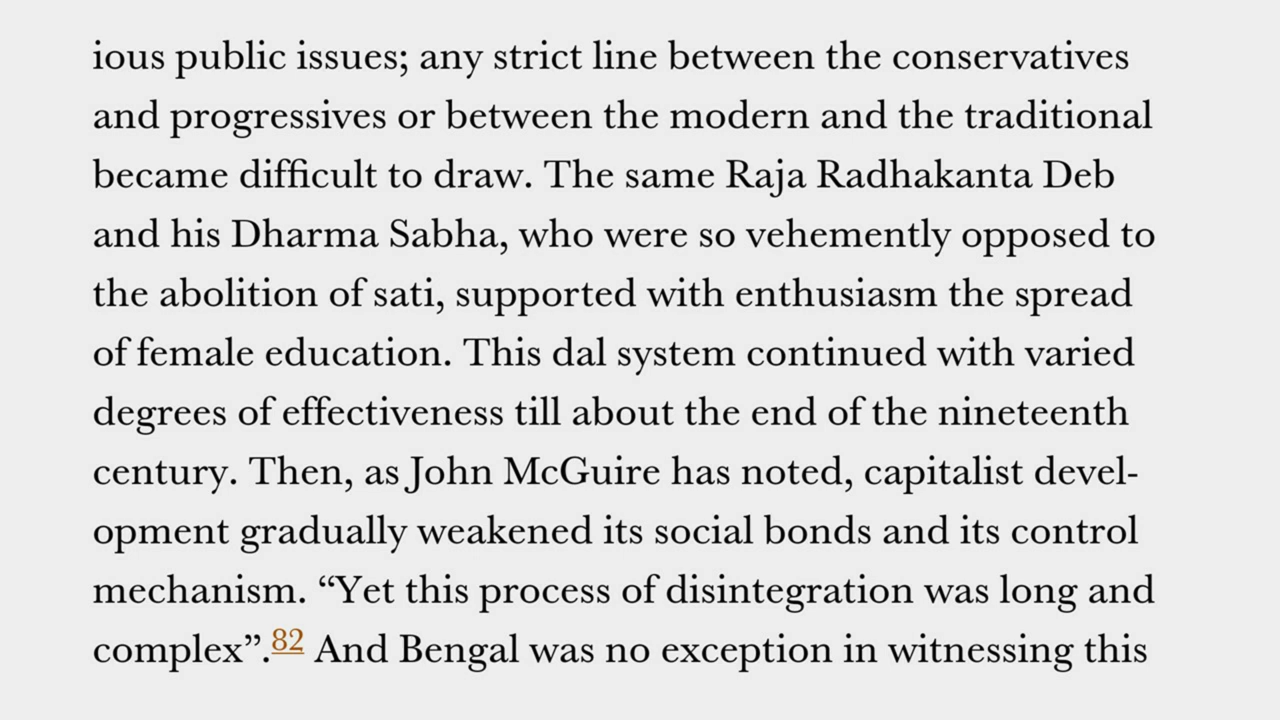 ious public issues; any strict line between the conservatives
and progressives or between the modern and the traditional
became difficult to draw. The same Raja Radhakanta Deb
and his Dharma Sabha, who were so vehemently opposed to
the abolition of sati, supported with enthusiasm the spread
of female education. This dal system continued with varied
degrees of effectiveness till about the end of the nineteenth
century. Then, as John McGuire has noted, capitalist devel-
opment gradually weakened its social bonds and its control
mechanism. “Yet this process of disintegration was long and
complex”.82 And Bengal was no exception in witnessing this